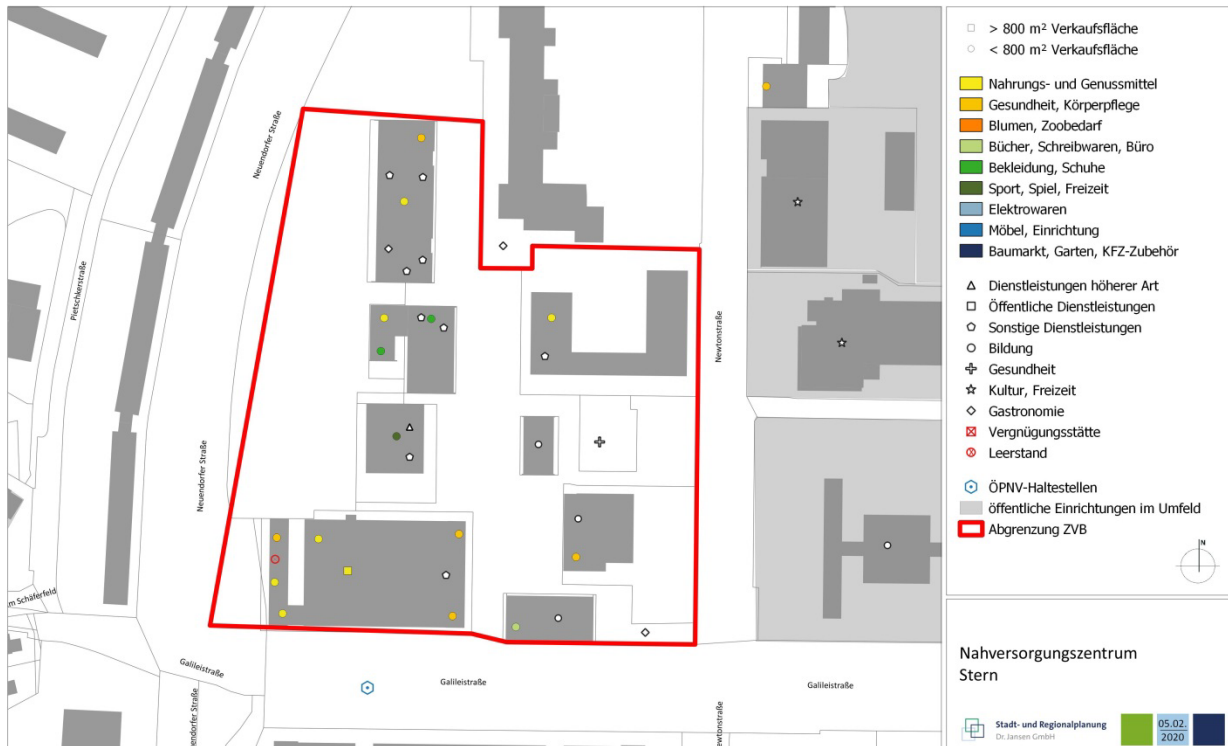 > 800 m² Verkaufsfläche
< 800 m² Verkaufsfläche
Nahrungs- und Genussmittel
Gesundheit, Körperpflege
Blumen, Zoobedarf
Bücher, Schreibwaren, Büro
Bekleidung, Schuhe
Sport, Spiel, Freizeit
Elektrowaren
Möbel, Einrichtung
Baumarkt, Garten, KFZ-Zubehör
Dienstleistungen höherer Art
Öffentliche Dienstleistungen
Sonstige Dienstleistungen
Bildung
Gesundheit
Kultur, Freizeit
Gastronomie
Vergnügungsstätte
Leerstand
ÖPNV-Haltestellen
öffentliche Einrichtungen im Umfeld
Abgrenzung ZVB
N
Nahversorgungszentrum
Stern
Stadt- und Regionalplanung
Dr. Jansen GmbH
05.02.
2020
Neuendorfer Straße
Pietschkerstraße
Newtonstraße
Neuendorfer Straße
m Schäferfeld
Galileistraße
Galileistraße
Galileistraße
Neuendorfer Straße
Newtonstraße